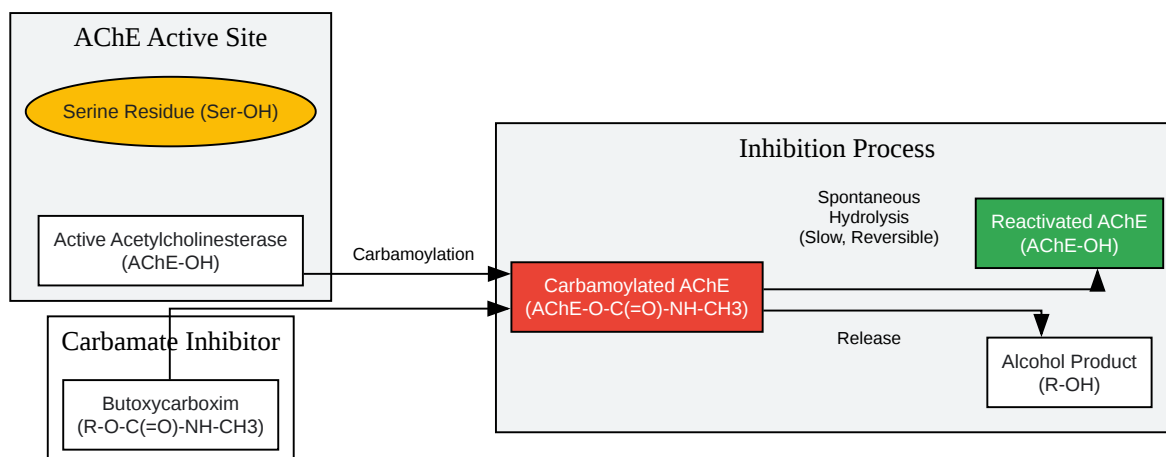 AChE Active Site
Serine Residue (Ser-OH)
Active Acetylcholinesterase
(AChE-OH)
Carbamoylation
Carbamate Inhibitor
Butoxycarboxim
(R-O-C(=O)-NH-CH3)
Inhibition Process
Carbamoylated AChE
(AChE-O-C(=O)-NH-CH3)
Spontaneous
Hydrolysis
(Slow, Reversible)
Reactivated AChE
(AChE-OH)
Release
Alcohol Product
(R-OH)